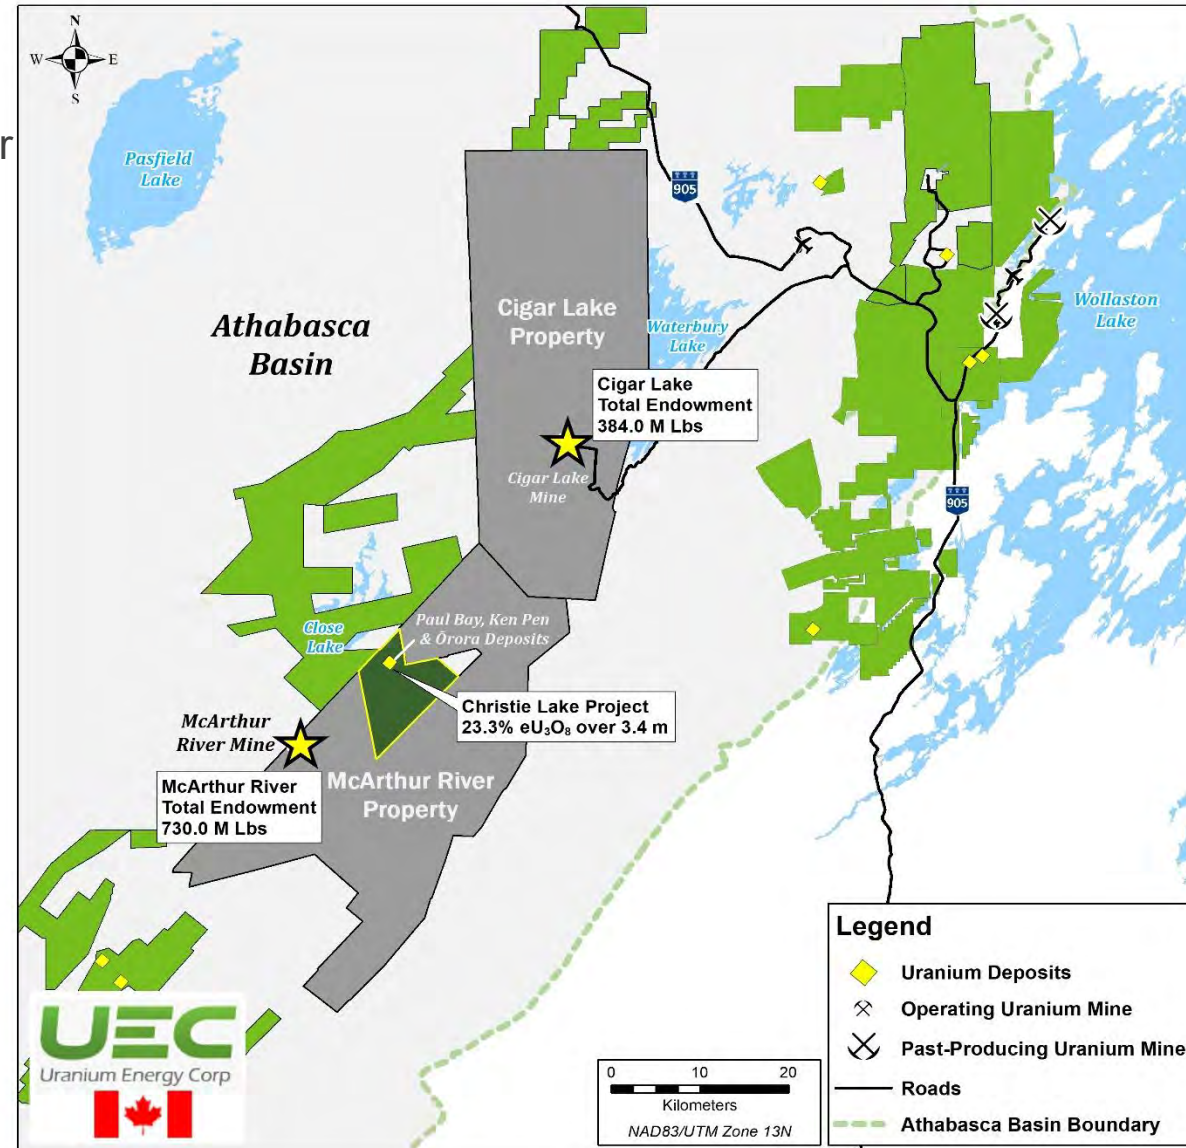 r
N
W E
S
Pasfield
Lake
905
Athabasca
Basin
Cigar Lake
Property
Waterbury
Lake
Wollaston
Lake
Cigar Lake
Total Endowment
384.0 M Lbs
Cigar Lake
Mine
905
Close
Lake
Paul Bay, Ken Pen
& Ōrora Deposits
Christie Lake Project
23.3% eU₃O₈ over 3.4 m
McArthur
River Mine
McArthur River
Total Endowment
730.0 M Lbs
McArthur River
Property
UEC
Uranium Energy Corp
0 10 20
Kilometers
NAD83/UTM Zone 13N
Legend
Uranium Deposits
Operating Uranium Mine
Past-Producing Uranium Mine
Roads
Athabasca Basin Boundary